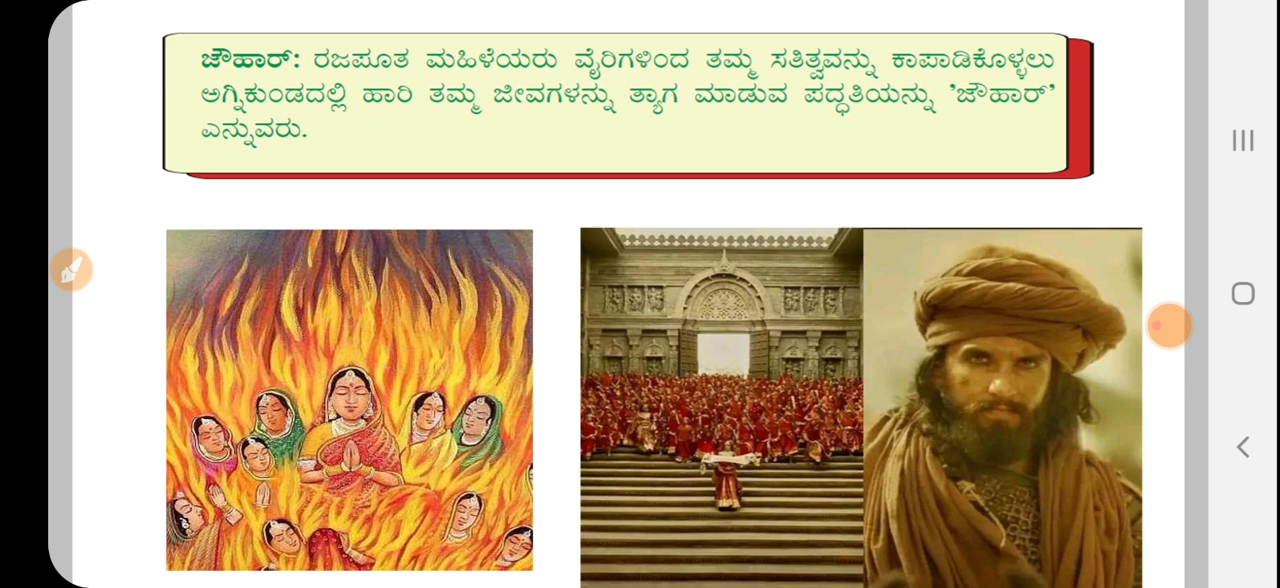 ಜೌಹಾರ್: ರಜಪೂತ ಮಹಿಳೆಯರು ವೈರಿಗಳಿಂದ ತಮ್ಮ ಸತಿತ್ವವನ್ನು ಕಾಪಾಡಿಕೊಳ್ಳಲು
ಅಗ್ನಿಕುಂಡದಲ್ಲಿ ಹಾರಿ ತಮ್ಮ ಜೀವಗಳನ್ನು ತ್ಯಾಗ ಮಾಡುವ ಪದ್ಧತಿಯನ್ನು ’ಜೌಹಾರ್’
ಎನ್ನುವರು.